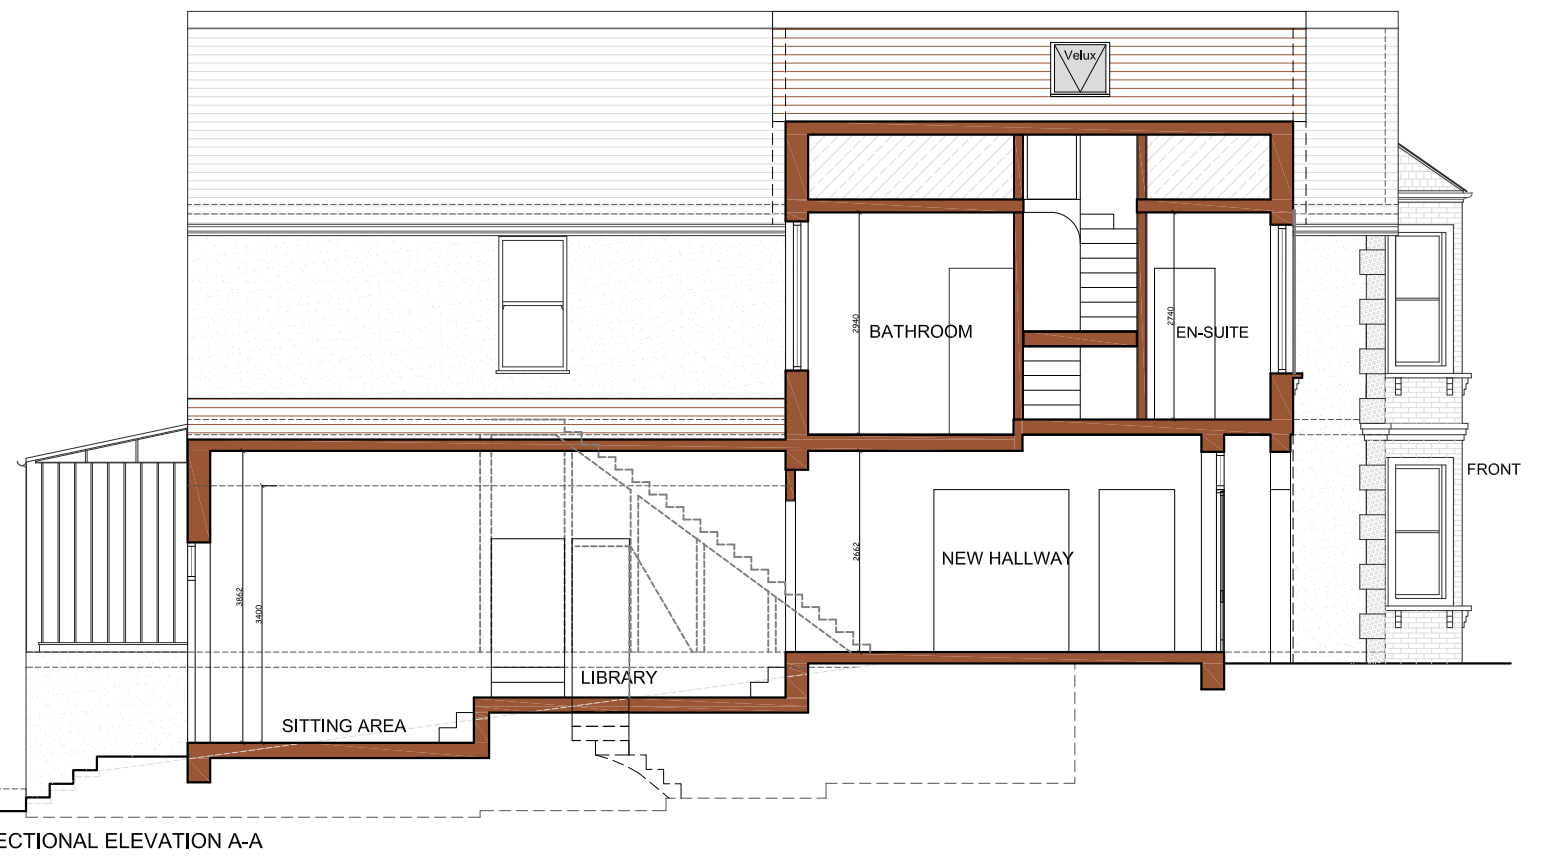 Velux
2940
BATHROOM
2740
EN-SUITE
FRONT
2662
NEW HALLWAY
3862
3400
LIBRARY
SITTING AREA
ECTIONAL ELEVATION A-A